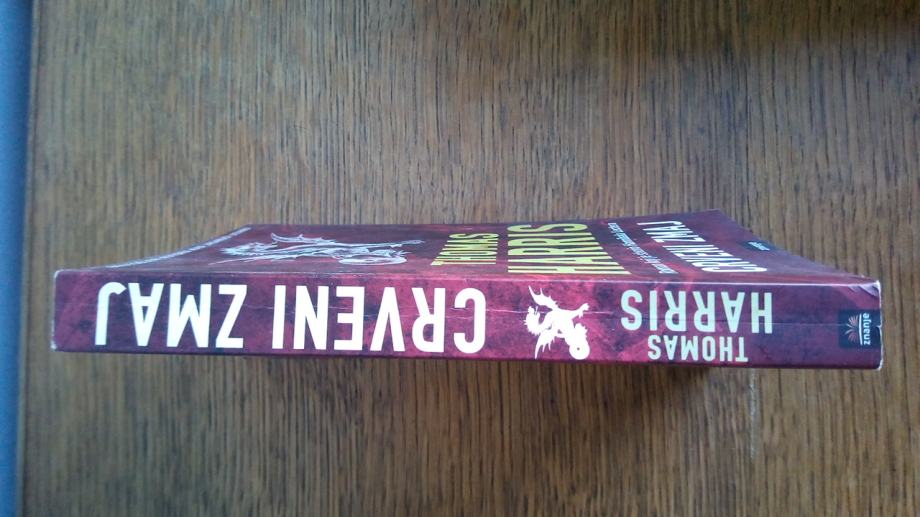 THOMAS
HARRIS
CRVENI ZMAJ
znanje
THOMAS
HARRIS
CRVENI ZMAJ